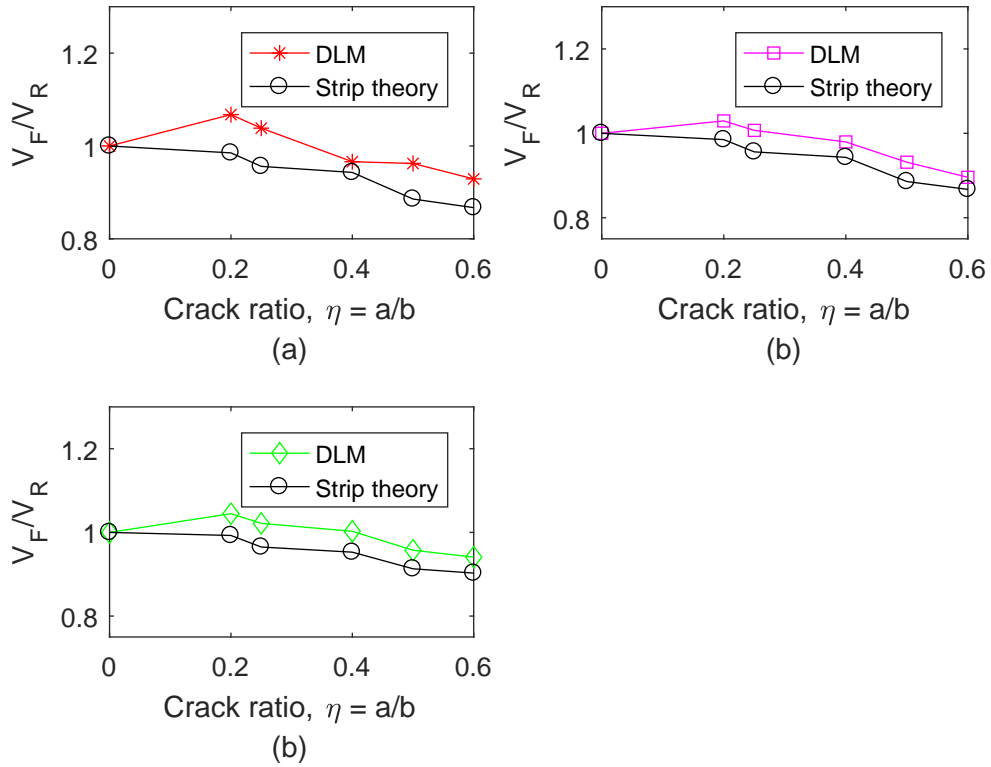 1.2
1
0.8
V_F/V_R
DLM
Strip theory
0 0.2 0.4 0.6
Crack ratio, η = a/b
(a)
1.2
1
0.8
V_F/V_R
DLM
Strip theory
0 0.2 0.4 0.6
Crack ratio, η = a/b
(b)
1.2
1
0.8
V_F/V_R
DLM
Strip theory
0 0.2 0.4 0.6
Crack ratio, η = a/b
(b)